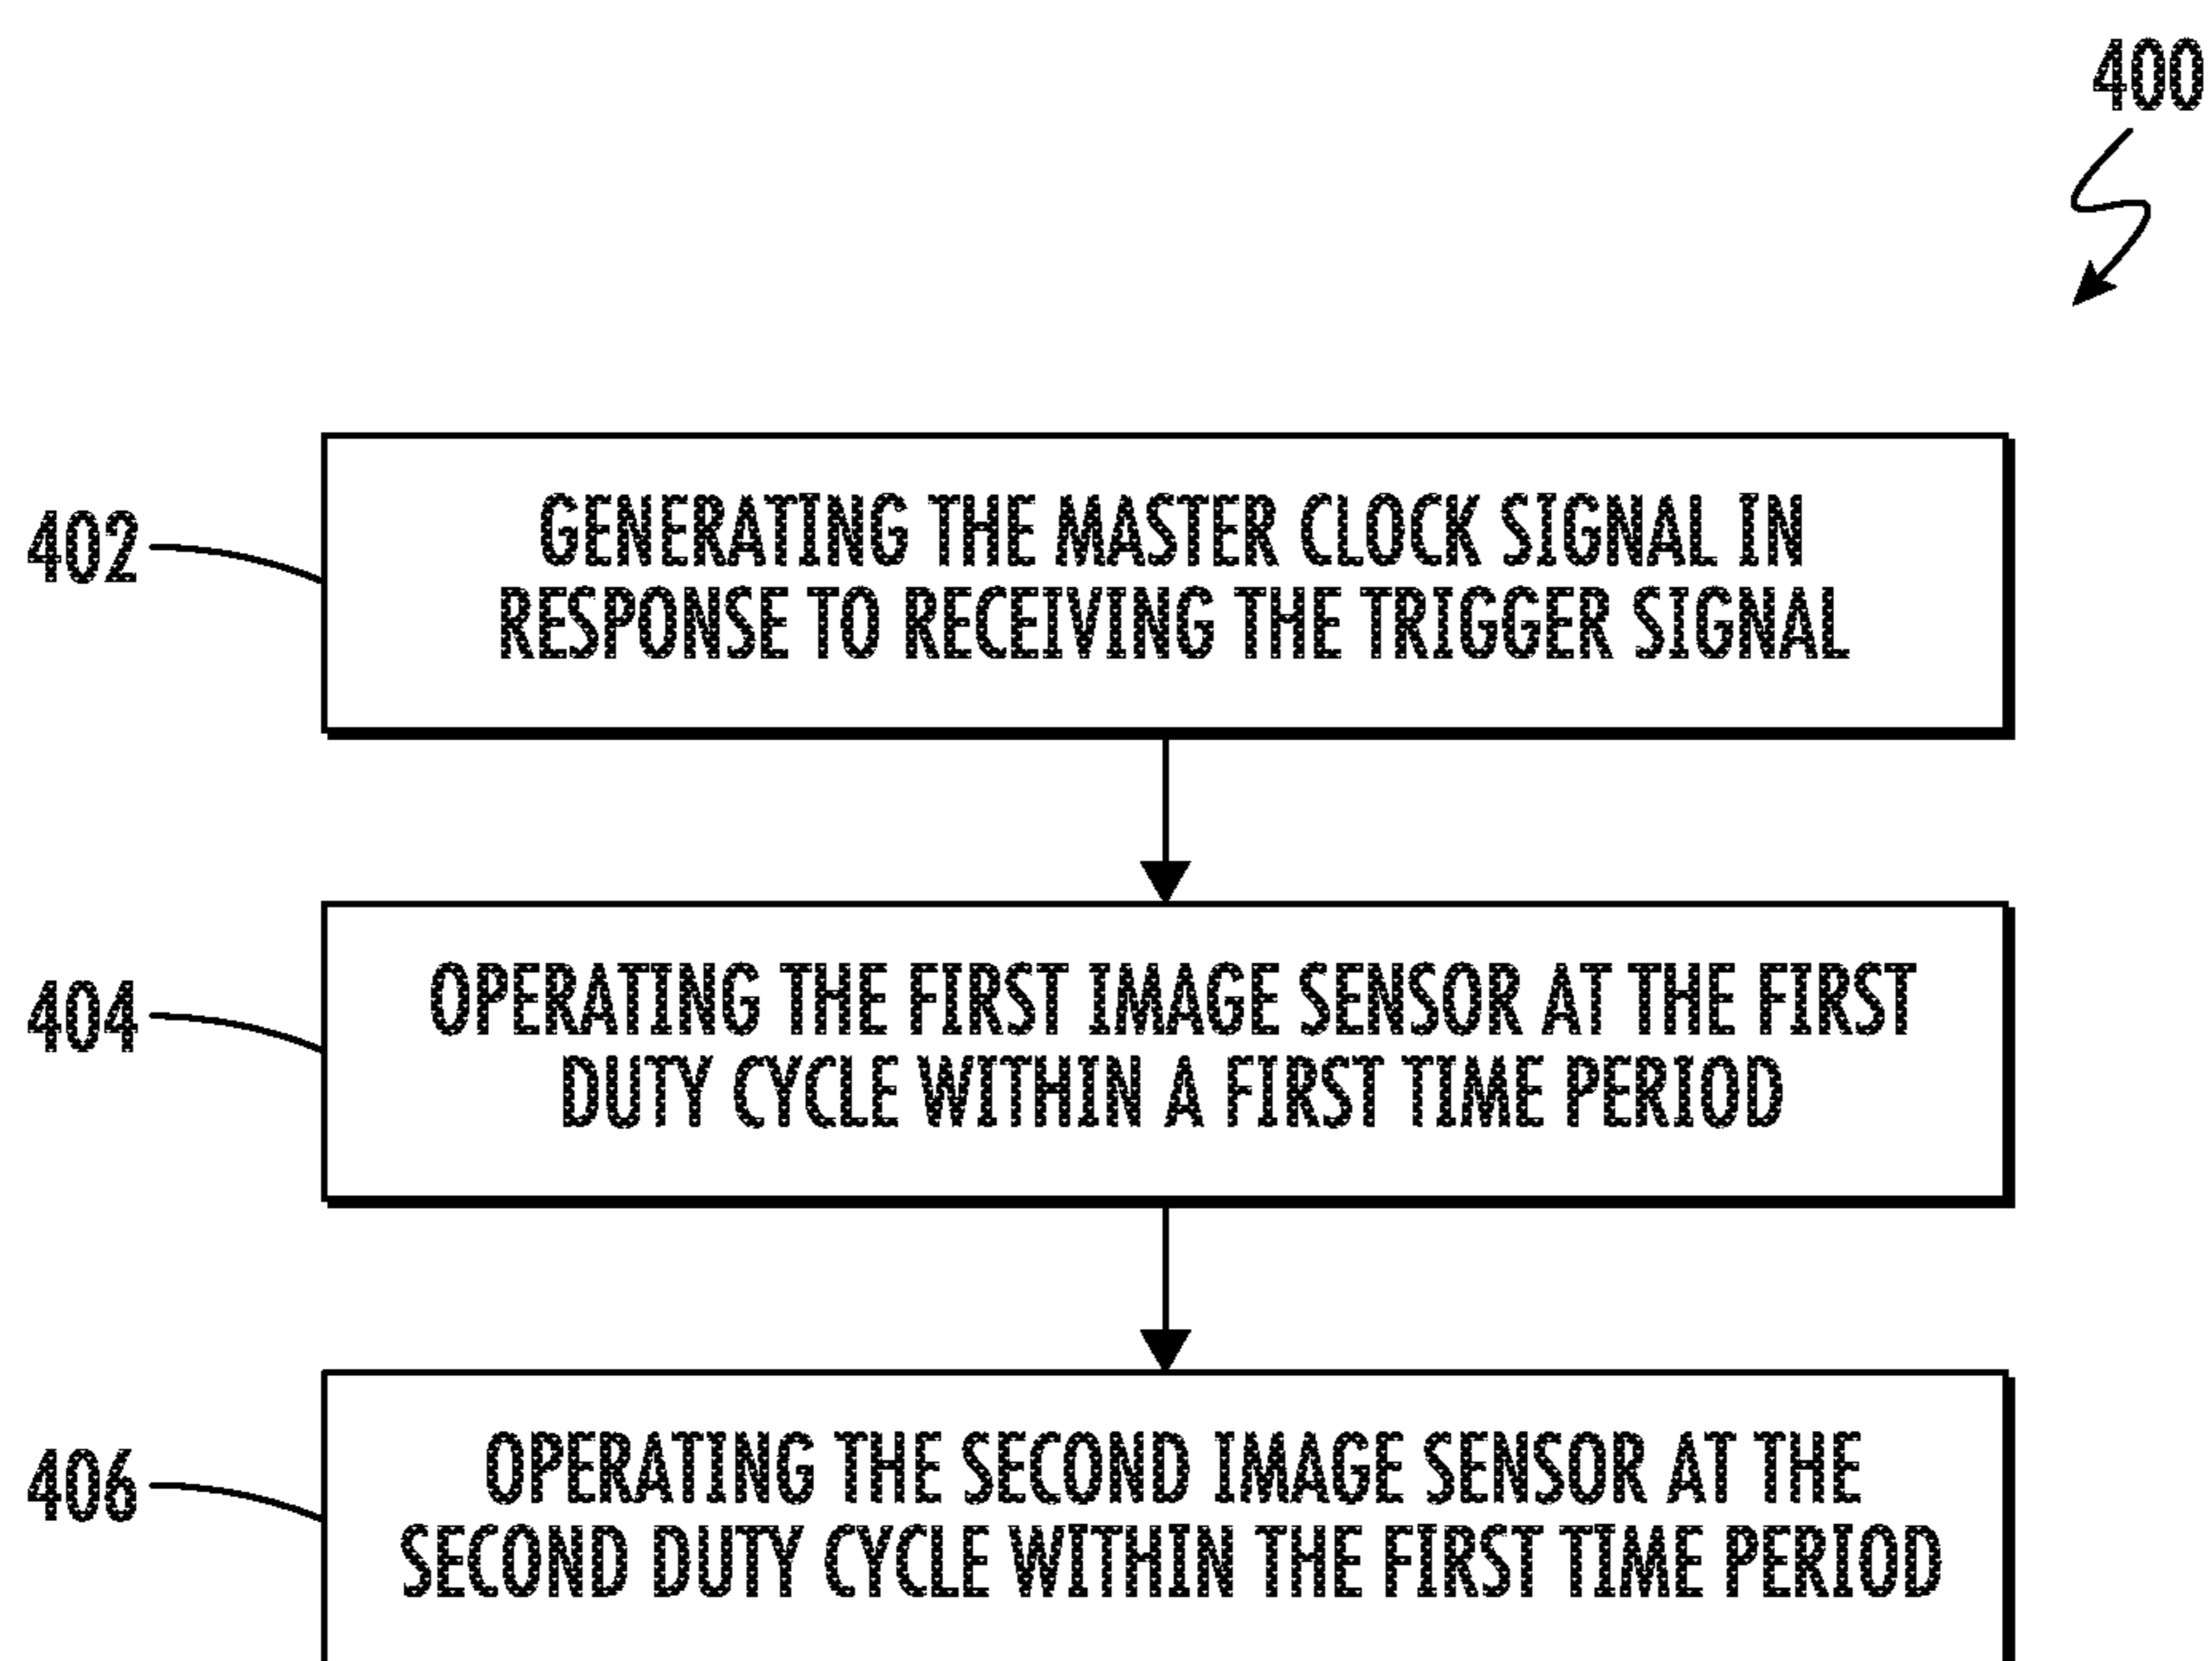 400
402
GENERATING THE MASTER CLOCK SIGNAL IN
RESPONSE TO RECEIVING THE TRIGGER SIGNAL
404
OPERATING THE FIRST IMAGE SENSOR AT THE FIRST
DUTY CYCLE WITHIN A FIRST TIME PERIOD
406
OPERATING THE SECOND IMAGE SENSOR AT THE
SECOND DUTY CYCLE WITHIN THE FIRST TIME PERIOD